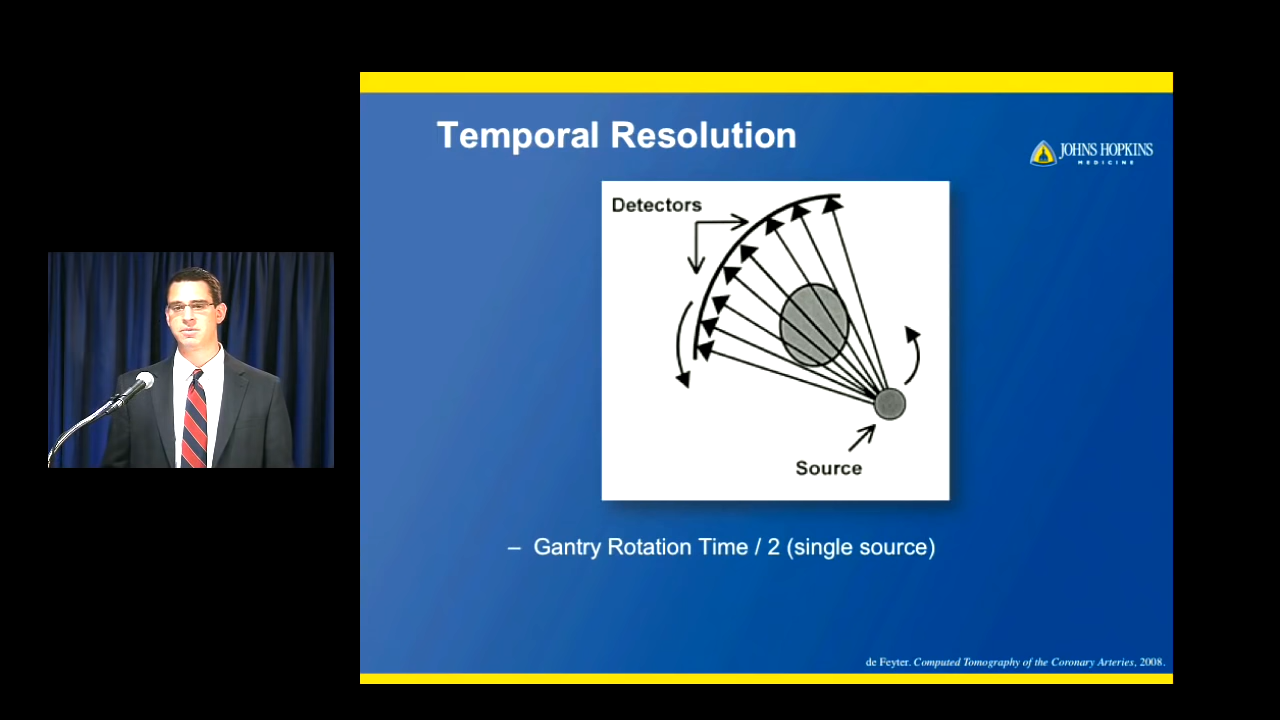 Temporal Resolution
JOHNS HOPKINS
MEDICINE
Detectors
Source
– Gantry Rotation Time / 2 (single source)
de Feyter. Computed Tomography of the Coronary Arteries, 2008.